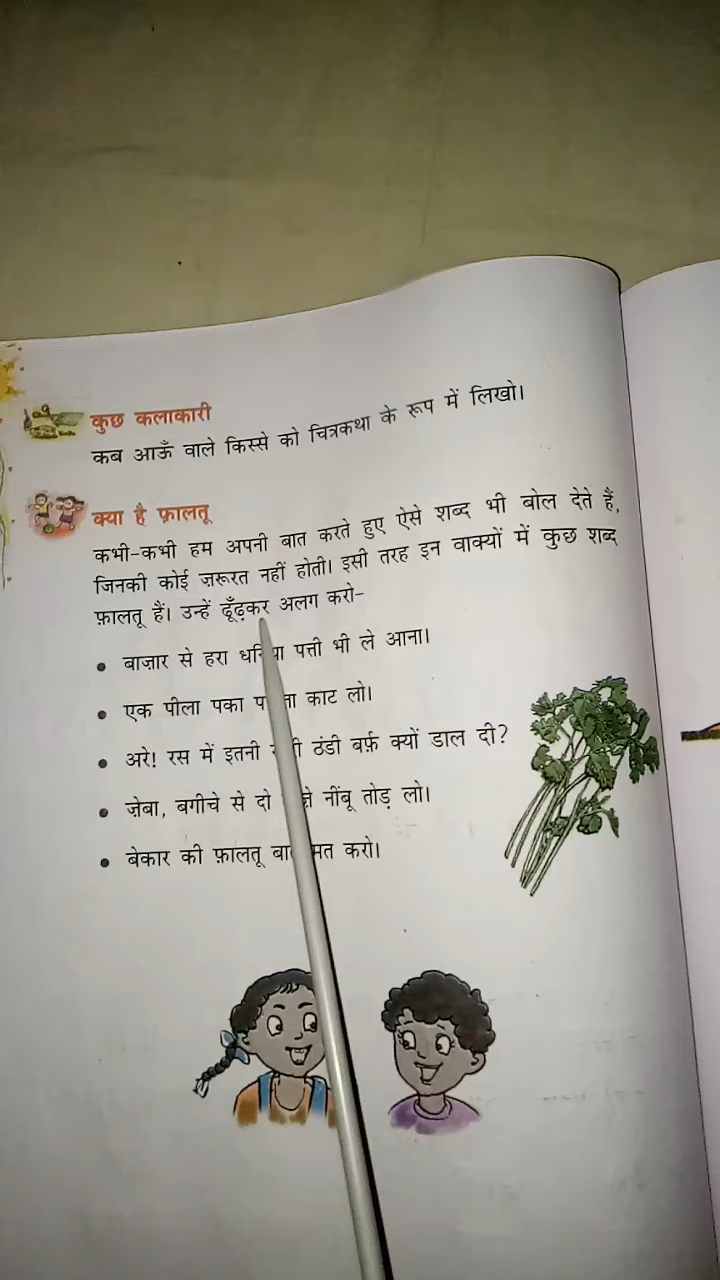 कुछ कलाकारी
कब आऊँ वाले किस्से को चित्रकथा के रूप में लिखो।
क्या है फ़ालतू
कभी-कभी हम अपनी बात करते हुए ऐसे शब्द भी बोल देते हैं,
जिनकी कोई ज़रूरत नहीं होती। इसी तरह इन वाक्यों में कुछ शब्द
फ़ालतू हैं। उन्हें ढूँढ़कर अलग करो–
• बाज़ार से हरा पत्ती भी ले आना।
• एक पीला पका काट लो।
• अरे! रस में इतनी ठंडी बर्फ़ क्यों डाल दी?
• ज़ेबा, बगीचे से दो नींबू तोड़ लो।
• बेकार की फ़ालतू मत करो।